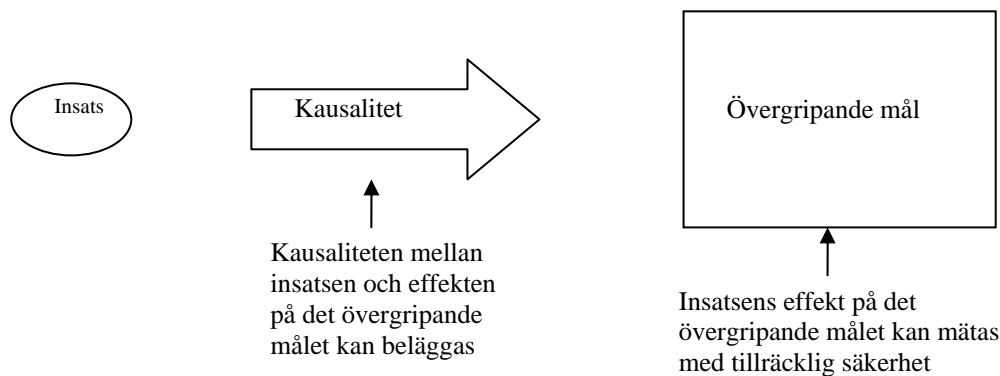 Insats
Kausalitet
Övergripande mål
Kausaliteten mellan
insatsen och effekten
på det övergripande
målet kan beläggas
Insatsens effekt på det
övergripande målet kan mätas
med tillräcklig säkerhet